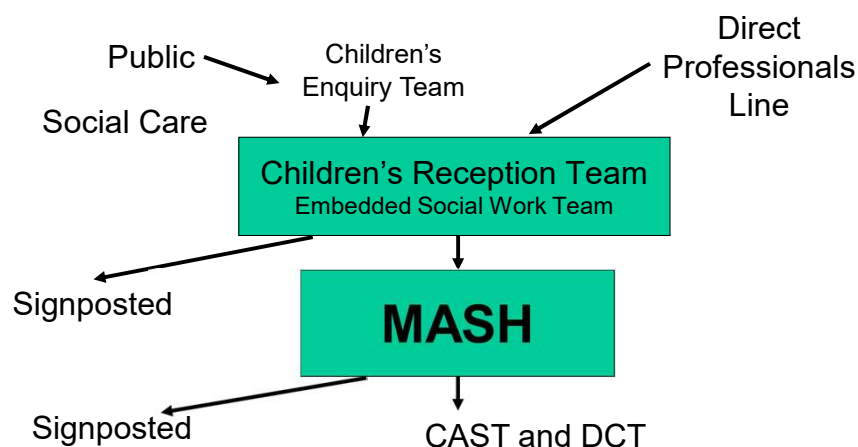 Public
Children’s
Enquiry Team
Direct
Professionals
Line
Social Care
Children’s Reception Team
Embedded Social Work Team
Signposted
MASH
Signposted
CAST and DCT